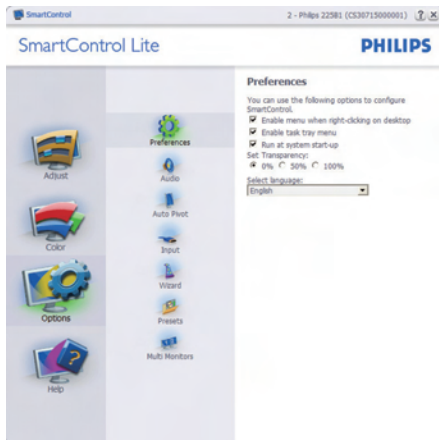 SmartControl
2 - Philips 225B1 (CS30715000001)
SmartControl Lite
PHILIPS
Adjust
Color
Options
Help
Preferences
Audio
Auto Pivot
Input
Wizard
Presets
Multi Monitors
Preferences
You can use the following options to configure
SmartControl.
Enable menu when right-clicking on desktop
Enable task tray menu
Run at system start-up
Set Transparency:
0% 50% 100%
Select language:
English